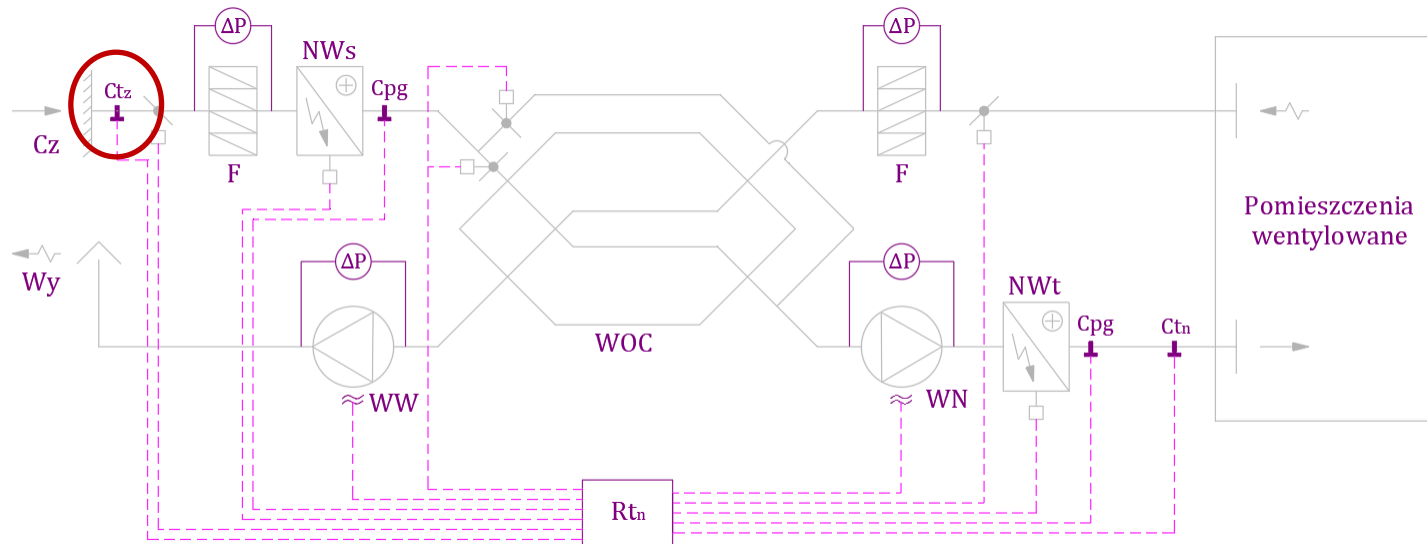 ΔP
ΔP
NWs
Ctz
Cpg
Cz
F
F
Pomieszczenia
wentylowane
ΔP
ΔP
Wy
NWt
WOC
Cpg
Ctn
WW
WN
Rtn